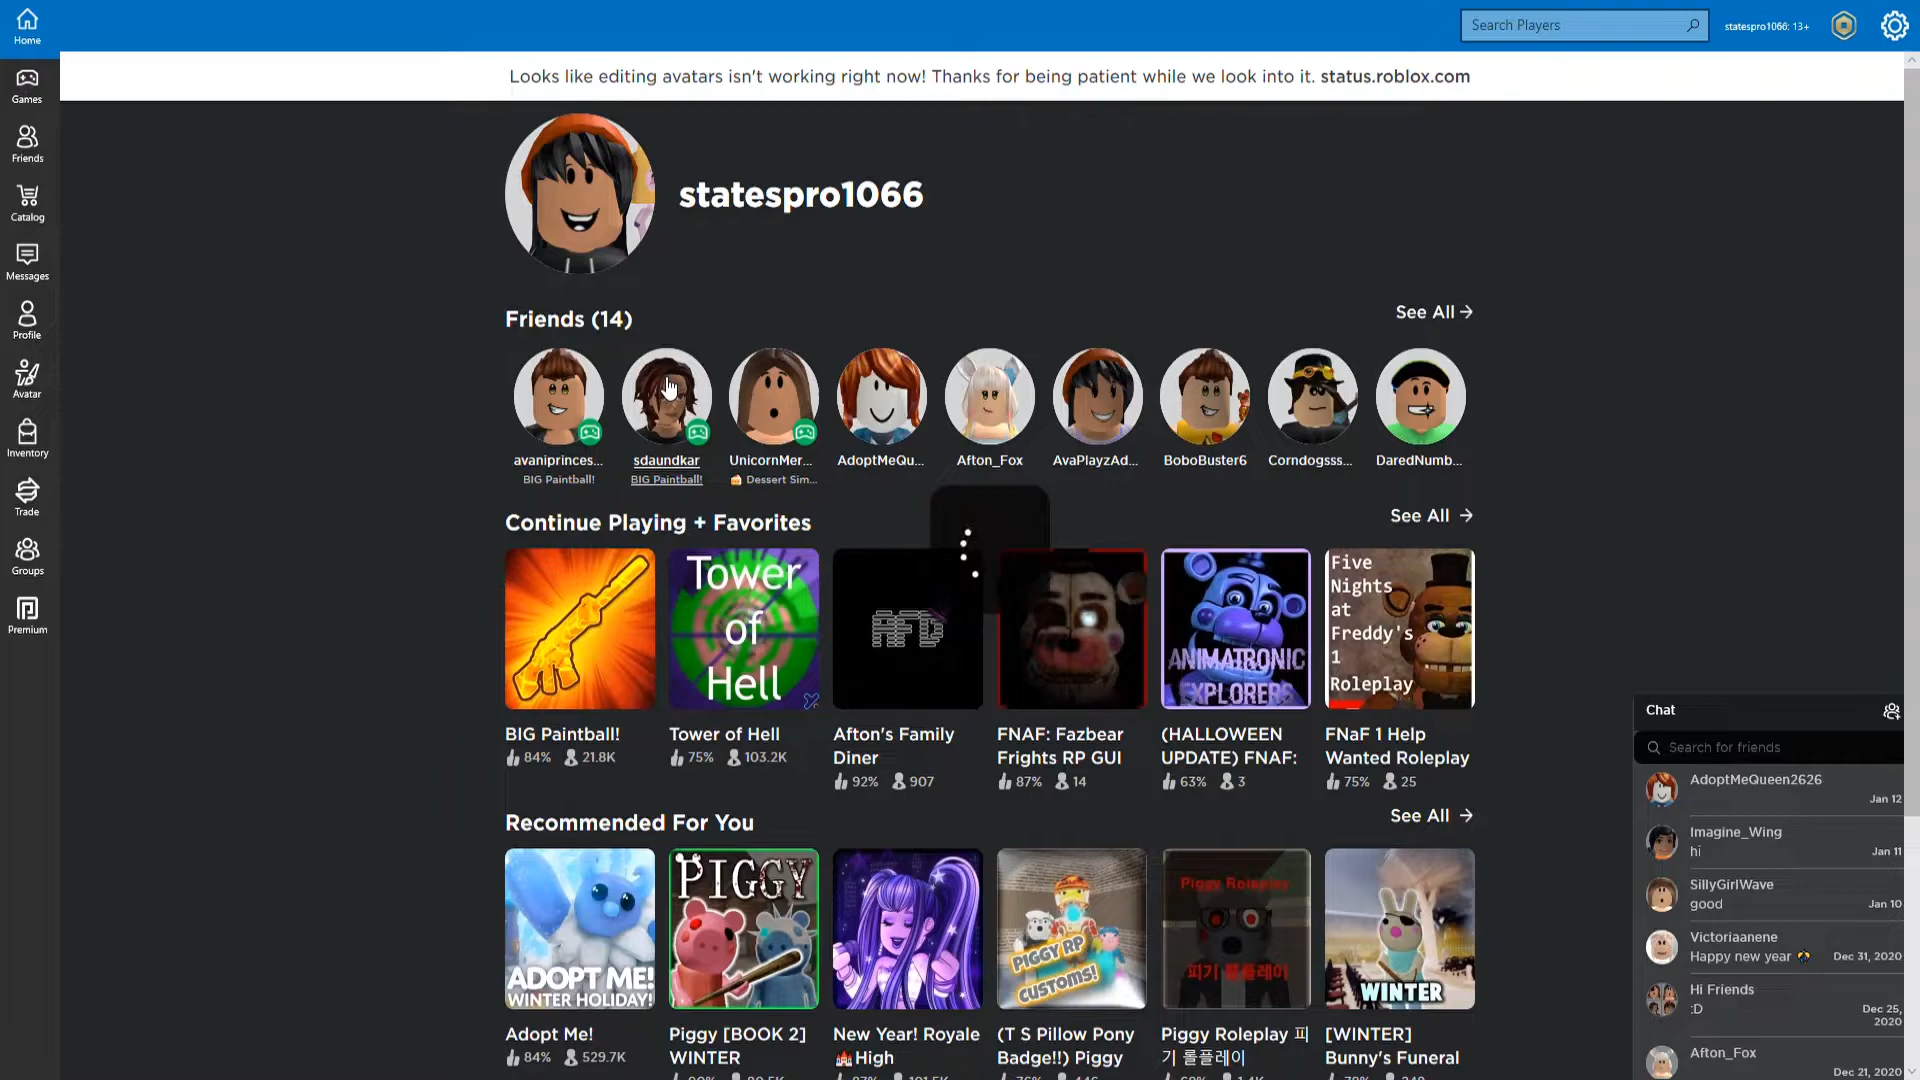 Home
Search Players
statespro1066: 13+
Games
Friends
Catalog
Messages
Profile
Avatar
Inventory
Trade
Groups
Premium
Looks like editing avatars isn't working right now! Thanks for being patient while we look into it. status.roblox.com
statespro1066
Friends (14)
See All
avaniprinces...
sdaundkar
UnicornMer...
AdoptMeQu...
Afton_Fox
AvaPlayzAd...
BoboBuster6
Corndogsss...
DaredNumb...
BIG Paintball!
BIG Paintball!
🍰 Dessert Sim...
Continue Playing + Favorites
See All
Tower
of
Hell
AFD
ANIMATRONIC
EXPLORERS
Five
Nights
at
Freddy's
1
Roleplay
BIG Paintball!
84% 21.8K
Tower of Hell
75% 103.2K
Afton's Family
Diner
92% 907
FNAF: Fazbear
Frights RP GUI
87% 14
(HALLOWEEN
UPDATE) FNAF:
63% 3
FNaF 1 Help
Wanted Roleplay
75% 25
Recommended For You
See All
ADOPT ME!
WINTER HOLIDAY!
PIGGY
PIGGY RP
CUSTOMS!
Piggy Roleplay
피기 롤플레이
WINTER
Adopt Me!
84% 529.7K
Piggy [BOOK 2]
WINTER
New Year! Royale
🏰High
(T S Pillow Pony
Badge!!) Piggy
Piggy Roleplay 피
기 롤플레이
[WINTER]
Bunny's Funeral
Chat
Search for friends
AdoptMeQueen2626
Jan 12
Imagine_Wing
hi
Jan 11
SillyGirlWave
good
Jan 10
Victoriaanene
Happy new year
Dec 31, 2020
Hi Friends
:D
Dec 25,
2020
Afton_Fox
Dec 21, 2020